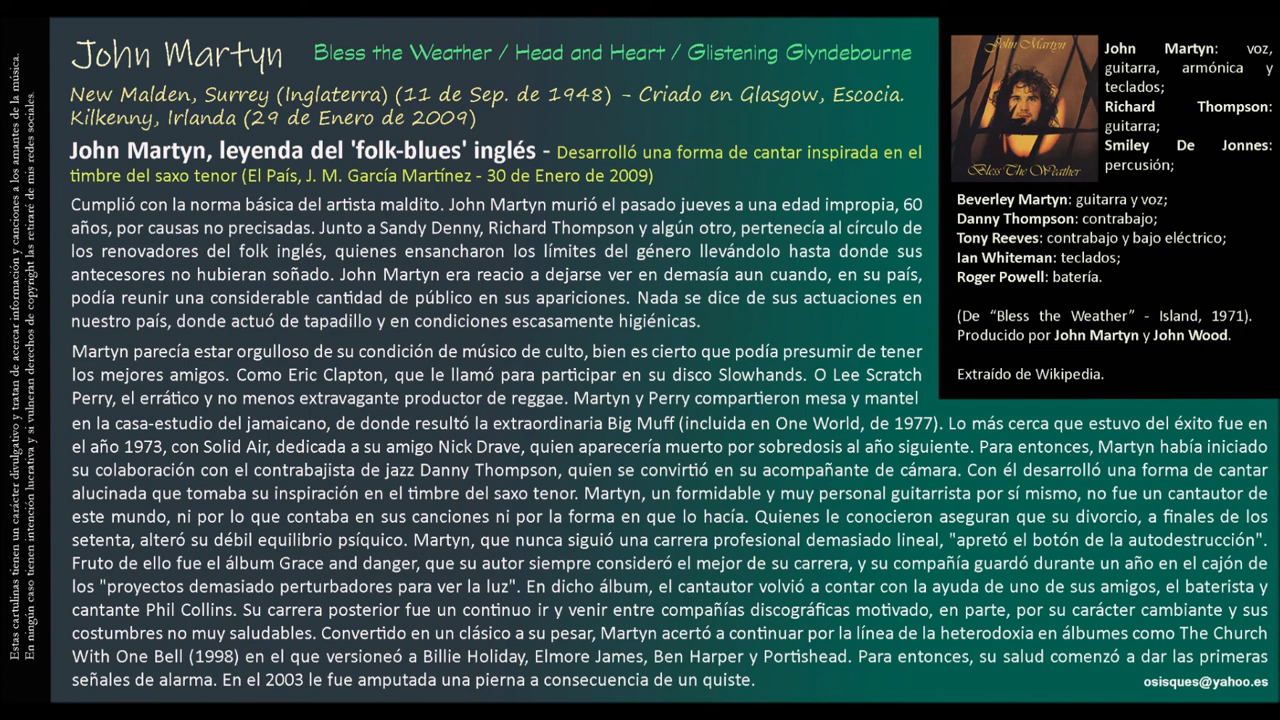 Estas cartulinas tienen un carácter divulgativo y tratan de acercar información y canciones a los amantes de la música.
En ningún caso tienen intención lucrativa y si vulneran derechos de copyright las retiraré de mis redes sociales.
John Martyn Bless the Weather / Head and Heart / Glistening Glyndebourne
New Malden, Surrey (Inglaterra) (11 de Sep. de 1948) - Criado en Glasgow, Escocia.
Kilkenny, Irlanda (29 de Enero de 2009)
John Martyn, leyenda del 'folk-blues' inglés - Desarrolló una forma de cantar inspirada en el
timbre del saxo tenor (El País, J. M. García Martínez - 30 de Enero de 2009)
Cumplió con la norma básica del artista maldito. John Martyn murió el pasado jueves a una edad impropia, 60
años, por causas no precisadas. Junto a Sandy Denny, Richard Thompson y algún otro, pertenecía al círculo de
los renovadores del folk inglés, quienes ensancharon los límites del género llevándolo hasta donde sus
antecesores no hubieran soñado. John Martyn era reacio a dejarse ver en demasía aun cuando, en su país,
podía reunir una considerable cantidad de público en sus apariciones. Nada se dice de sus actuaciones en
nuestro país, donde actuó de tapadillo y en condiciones escasamente higiénicas.
Martyn parecía estar orgulloso de su condición de músico de culto, bien es cierto que podía presumir de tener
los mejores amigos. Como Eric Clapton, que le llamó para participar en su disco Slowhands. O Lee Scratch
Perry, el errático y no menos extravagante productor de reggae. Martyn y Perry compartieron mesa y mantel
en la casa-estudio del jamaicano, de donde resultó la extraordinaria Big Muff (incluida en One World, de 1977). Lo más cerca que estuvo del éxito fue en
el año 1973, con Solid Air, dedicada a su amigo Nick Drave, quien aparecería muerto por sobredosis al año siguiente. Para entonces, Martyn había iniciado
su colaboración con el contrabajista de jazz Danny Thompson, quien se convirtió en su acompañante de cámara. Con él desarrolló una forma de cantar
alucinada que tomaba su inspiración en el timbre del saxo tenor. Martyn, un formidable y muy personal guitarrista por sí mismo, no fue un cantautor de
este mundo, ni por lo que contaba en sus canciones ni por la forma en que lo hacía. Quienes le conocieron aseguran que su divorcio, a finales de los
setenta, alteró su débil equilibrio psíquico. Martyn, que nunca siguió una carrera profesional demasiado lineal, "apretó el botón de la autodestrucción".
Fruto de ello fue el álbum Grace and danger, que su autor siempre consideró el mejor de su carrera, y su compañía guardó durante un año en el cajón de
los "proyectos demasiado perturbadores para ver la luz". En dicho álbum, el cantautor volvió a contar con la ayuda de uno de sus amigos, el baterista y
cantante Phil Collins. Su carrera posterior fue un continuo ir y venir entre compañías discográficas motivado, en parte, por su carácter cambiante y sus
costumbres no muy saludables. Convertido en un clásico a su pesar, Martyn acertó a continuar por la línea de la heterodoxia en álbumes como The Church
With One Bell (1998) en el que versioneó a Billie Holiday, Elmore James, Ben Harper y Portishead. Para entonces, su salud comenzó a dar las primeras
señales de alarma. En el 2003 le fue amputada una pierna a consecuencia de un quiste.
John Martyn
Bless The Weather
John Martyn: voz,
guitarra, armónica y
teclados;
Richard Thompson:
guitarra;
Smiley De Jonnes:
percusión;
Beverley Martyn: guitarra y voz;
Danny Thompson: contrabajo;
Tony Reeves: contrabajo y bajo eléctrico;
Ian Whiteman: teclados;
Roger Powell: batería.
(De “Bless the Weather” - Island, 1971).
Producido por John Martyn y John Wood.
Extraído de Wikipedia.
osisques@yahoo.es